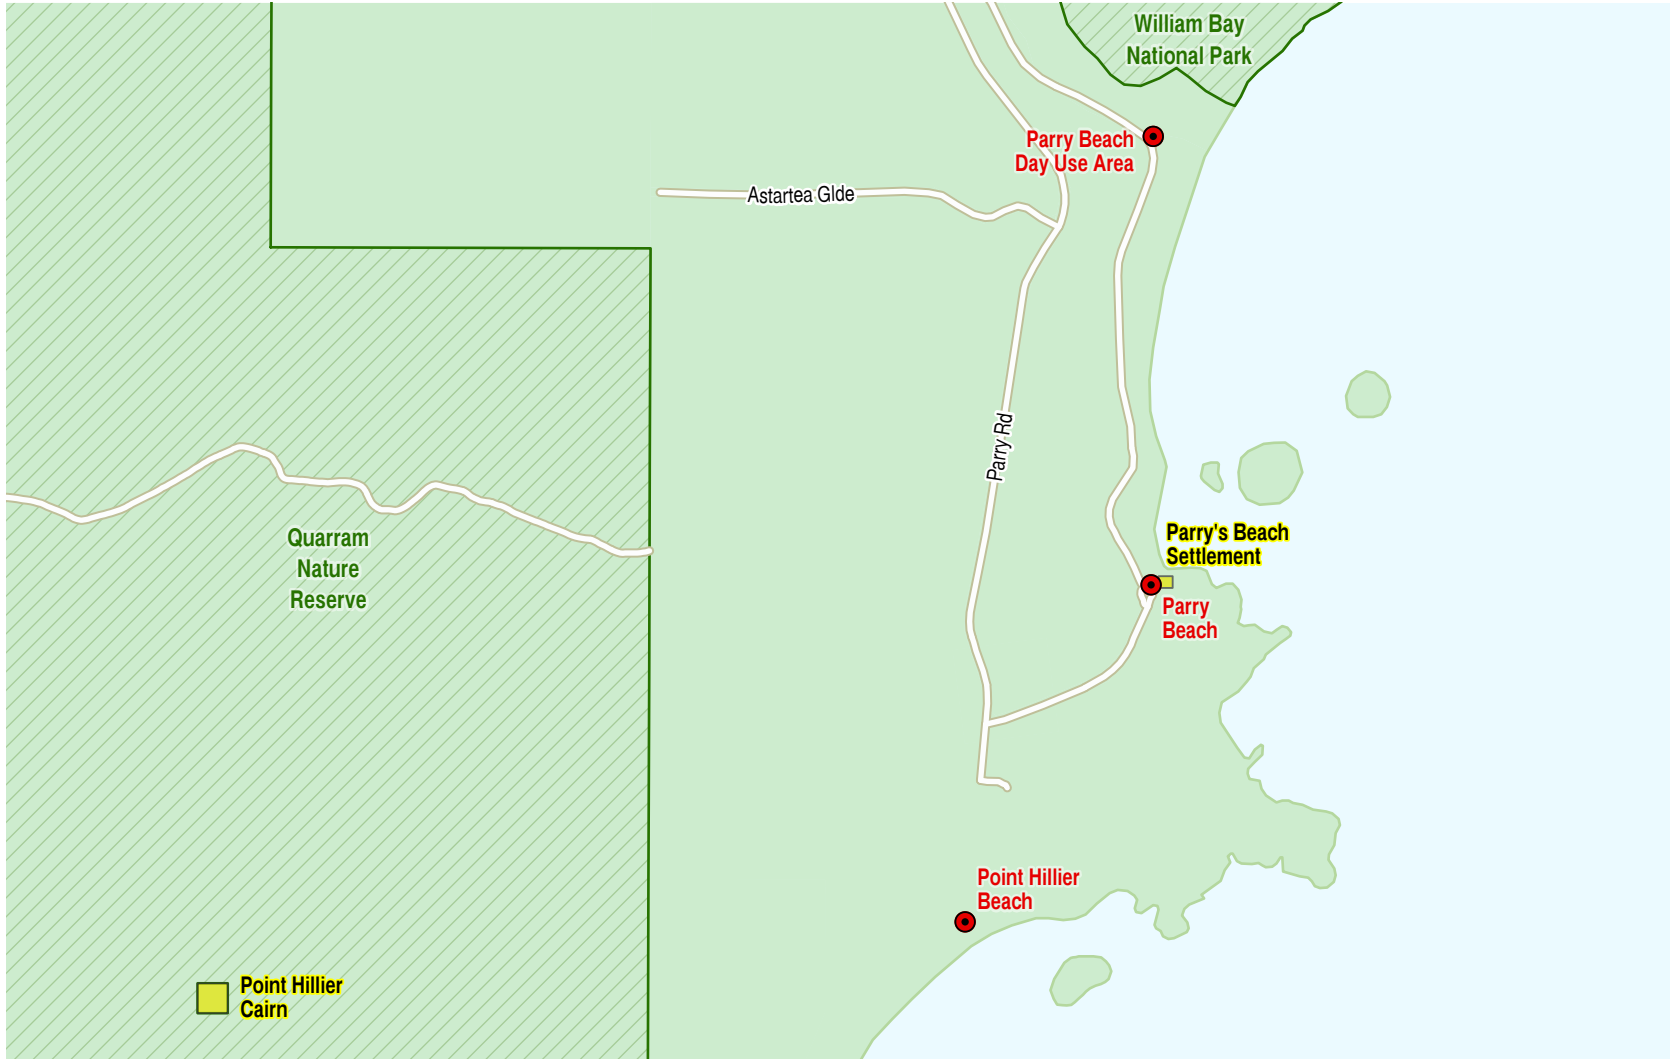 William Bay
National Park
Parry Beach
Day Use Area
Astartea Glde
Parry Rd
Quarram
Nature
Reserve
Parry's Beach
Settlement
Parry
Beach
Point Hillier
Beach
Point Hillier
Cairn